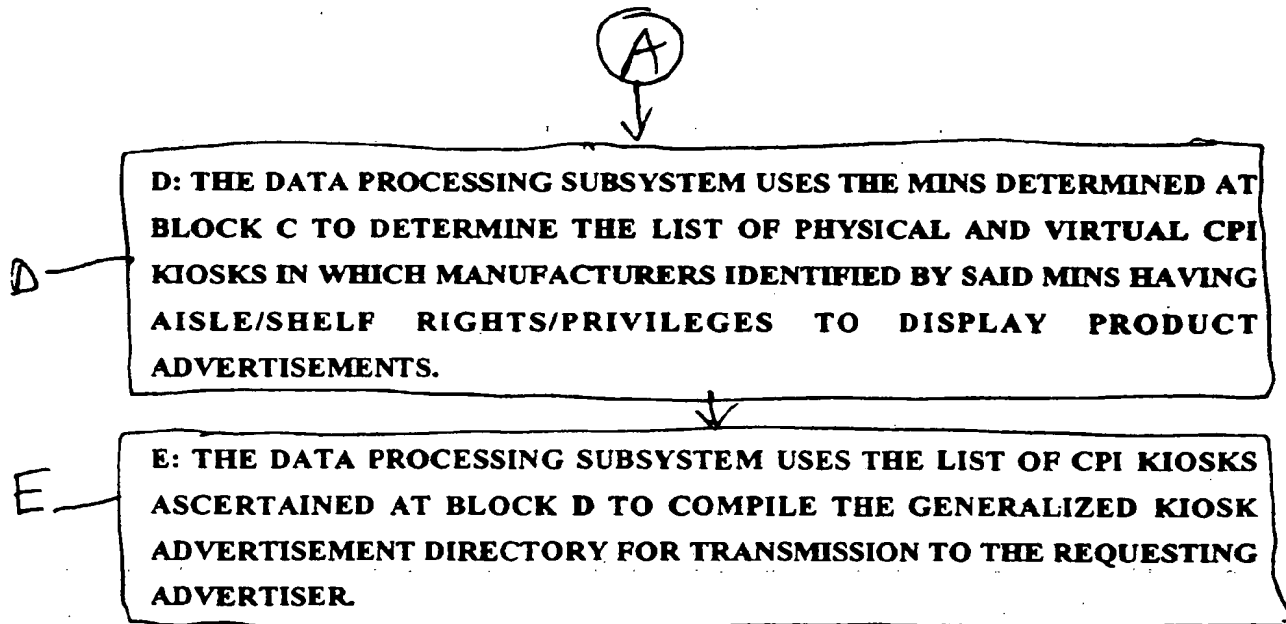 A
D: THE DATA PROCESSING SUBSYSTEM USES THE MINS DETERMINED AT
BLOCK C TO DETERMINE THE LIST OF PHYSICAL AND VIRTUAL CPI
D
KIOSKS IN WHICH MANUFACTURERS IDENTIFIED BY SAID MINS HAVING
AISLE/SHELF RIGHTS/PRIVILEGES TO DISPLAY PRODUCT
ADVERTISEMENTS.
E: THE DATA PROCESSING SUBSYSTEM USES THE LIST OF CPI KIOSKS
E
ASCERTAINED AT BLOCK D TO COMPILE THE GENERALIZED KIOSK
ADVERTISEMENT DIRECTORY FOR TRANSMISSION TO THE REQUESTING
ADVERTISER.